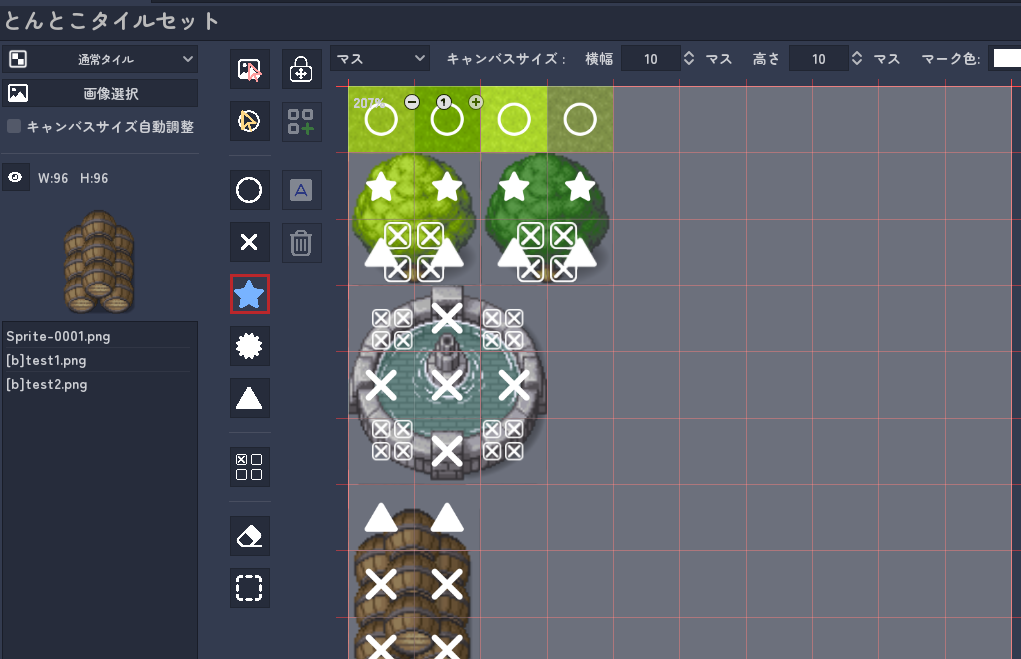 とんとこタイルセット
通常タイル
マス キャンバスサイズ: 横幅 10 マス 高さ 10 マス マーク色:
画像選択
キャンバスサイズ自動調整
207%
1
W:96 H:96
A
Sprite-0001.png
[b]test1.png
[b]test2.png